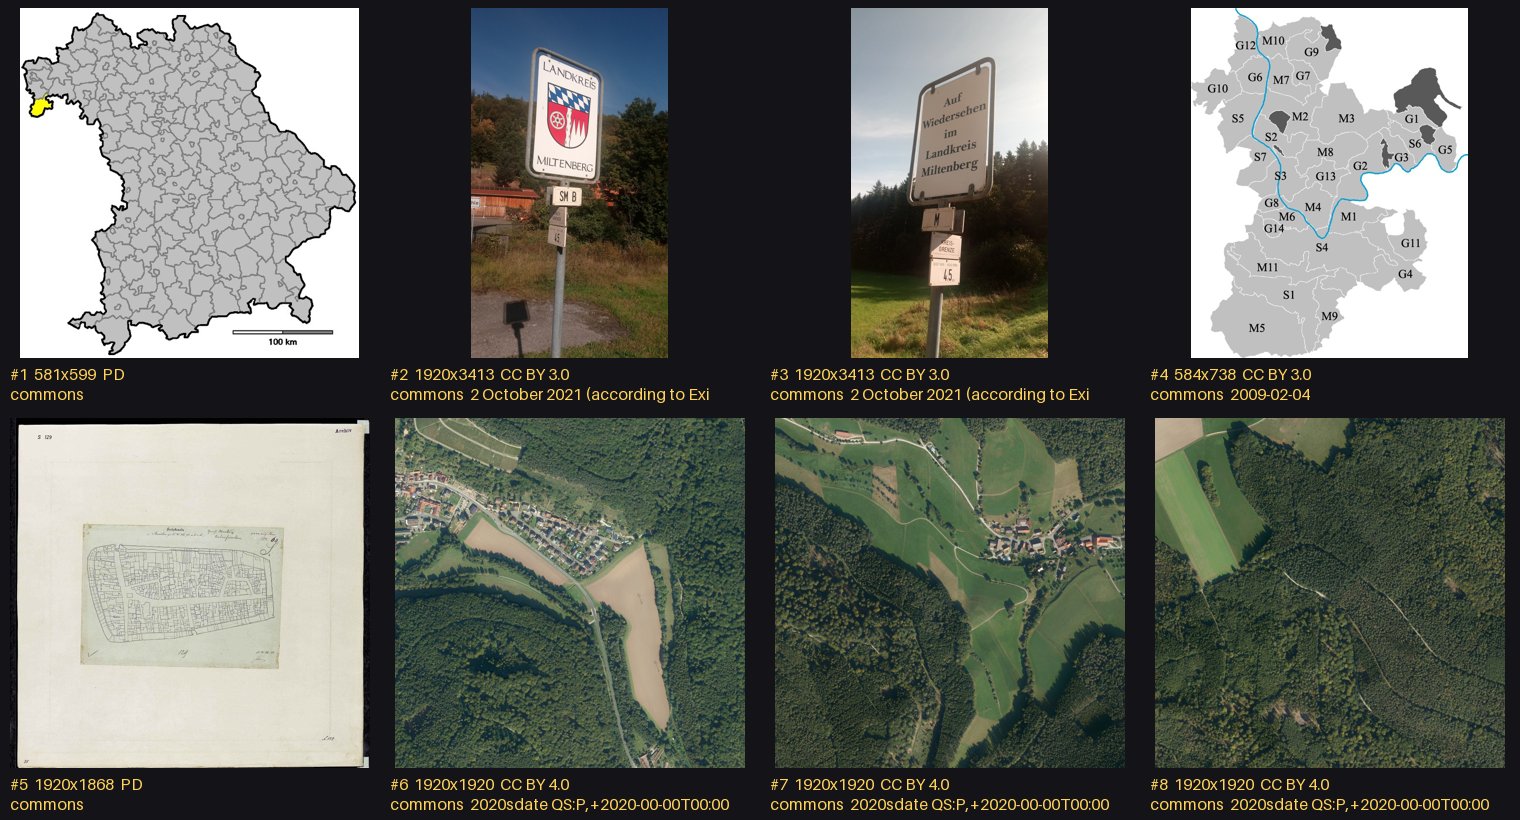 100 km
#1 581x599 PD
commons
LANDKREIS
MILTENBERG
SM B
45
#2 1920x3413 CC BY 3.0
commons 2 October 2021 (according to Exi
Auf
Wiedersehen
im
Landkreis
Miltenberg
M
KREIS-
GRENZE
45.
#3 1920x3413 CC BY 3.0
commons 2 October 2021 (according to Exi
G12 M10 G9
G6 M7 G7
G10
S5 M2 M3 G1
S2 S6
S7 M8 G3 G5
G2
S3 G13
G8 M4
M6 M1
G14
S4 G11
M11 G4
S1
M9
M5
#4 584x738 CC BY 3.0
commons 2009-02-04
S 129
#5 1920x1868 PD
commons
#6 1920x1920 CC BY 4.0
commons 2020sdate QS:P,+2020-00-00T00:00
#7 1920x1920 CC BY 4.0
commons 2020sdate QS:P,+2020-00-00T00:00
#8 1920x1920 CC BY 4.0
commons 2020sdate QS:P,+2020-00-00T00:00